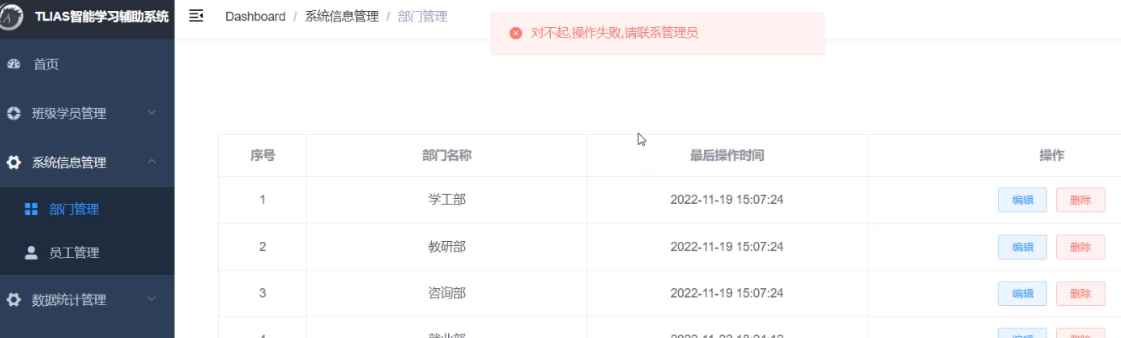 TLIAS智能学习辅助系统
Dashboard / 系统信息管理 / 部门管理
对不起,操作失败,请联系管理员
首页
班级学员管理
系统信息管理
部门管理
员工管理
数据统计管理
序号 部门名称 最后操作时间 操作
1 学工部 2022-11-19 15:07:24 编辑 删除
2 教研部 2022-11-19 15:07:24 编辑 删除
3 咨询部 2022-11-19 15:07:24 编辑 删除